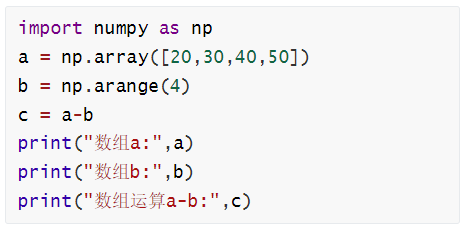 import numpy as np
a = np.array([20,30,40,50])
b = np.arange(4)
c = a-b
print("数组a:",a)
print("数组b:",b)
print("数组运算a-b:",c)